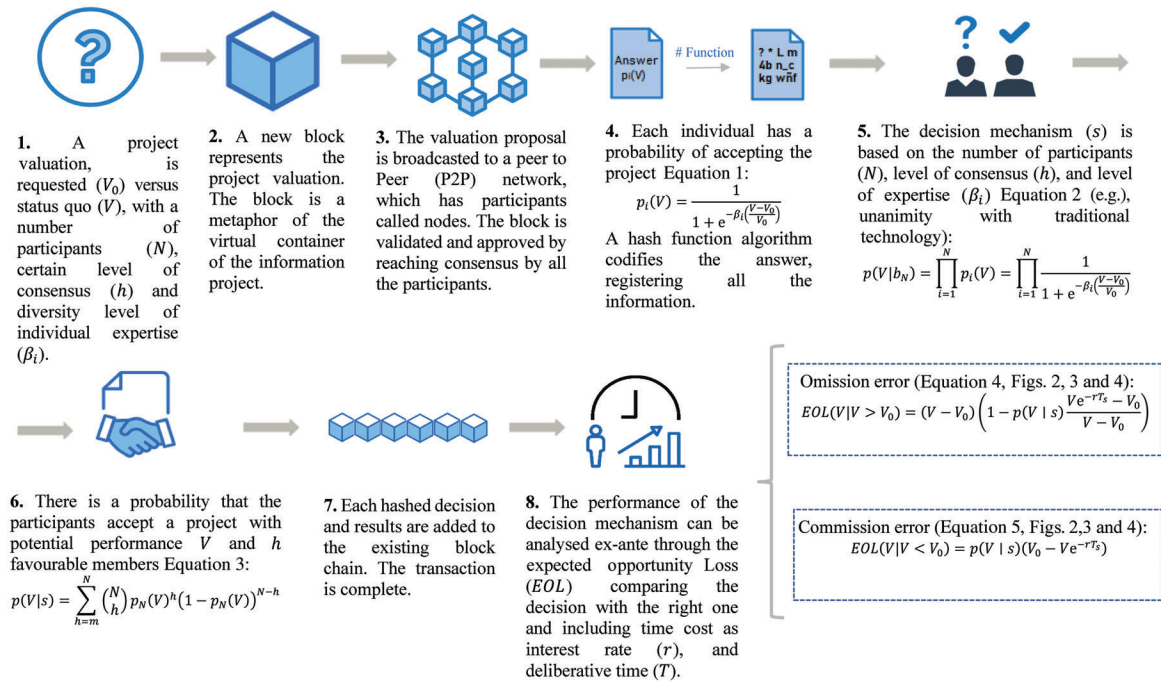 ?
Answer
pi(V)
# Function
? * L m
4b n_c
kg wñf
?
1. A project
valuation, is
requested (V₀) versus
status quo (V), with a
number of
participants (N),
certain level of
consensus (h) and
diversity level of
individual expertise
(βᵢ).
2. A new block
represents the
project valuation.
The block is a
metaphor of the
virtual container
of the information
project.
3. The valuation proposal
is broadcasted to a peer to
Peer (P2P) network,
which has participants
called nodes. The block is
validated and approved by
reaching consensus by all
the participants.
4. Each individual has a
probability of accepting the
project Equation 1:
pᵢ(V) = 1 / (1 + e^(−βᵢ((V−V₀)/V₀)))
A hash function algorithm
codifies the answer,
registering all the
information.
5. The decision mechanism (s) is
based on the number of participants
(N), level of consensus (h), and level
of expertise (βᵢ) Equation 2 (e.g.),
unanimity with traditional
technology):
p(V|b_N) = ∏_{i=1}^{N} pᵢ(V) = ∏_{i=1}^{N} 1 / (1 + e^(−βᵢ((V−V₀)/V₀)))
6. There is a probability that the
participants accept a project with
potential performance V and h
favourable members Equation 3:
p(V|s) = ∑_{h=m}^{N} (N h) p_N(V)^h (1 − p_N(V))^{N−h}
7. Each hashed decision
and results are added to
the existing block
chain. The transaction
is complete.
8. The performance of the
decision mechanism can be
analysed ex-ante through the
expected opportunity Loss
(EOL) comparing the
decision with the right one
and including time cost as
interest rate (r), and
deliberative time (T).
Omission error (Equation 4, Figs. 2, 3 and 4):
EOL(V|V > V₀) = (V − V₀) (1 − p(V | s) (Ve^(−rT_s) − V₀)/(V − V₀))
Commission error (Equation 5, Figs. 2,3 and 4):
EOL(V|V < V₀) = p(V | s)(V₀ − Ve^(−rT_s))